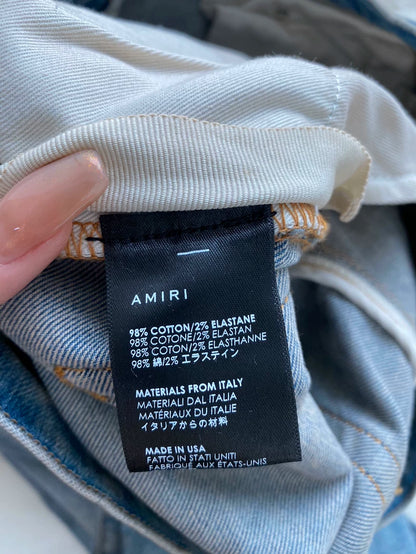 AMIRI
98% COTTON/2% ELASTANE
98% COTONE/2% ELASTAN
98% COTON/2% ELASTHANNE
98% 綿/2% エラステイン
MATERIALS FROM ITALY
MATERIALI DAL ITALIA
MATÉRIAUX DU ITALIE
イタリアからの材料
MADE IN USA
FATTO IN STATI UNITI
FABRIQUÉ AUX ÉTATS-UNIS